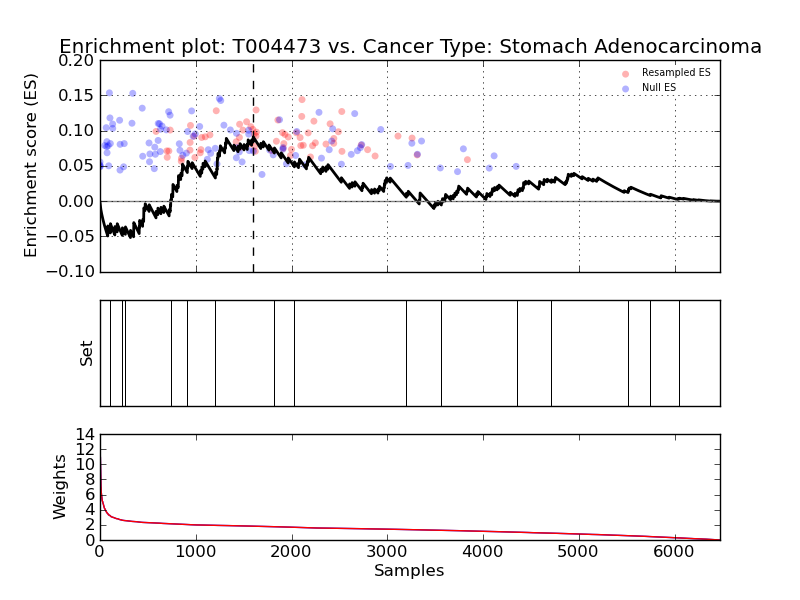 Enrichment plot: T004473 vs. Cancer Type: Stomach Adenocarcinoma
Enrichment score (ES)
0.20
0.15
0.10
0.05
0.00
−0.05
−0.10
Resampled ES
Null ES
Set
Weights
14
12
10
8
6
4
2
0
0 1000 2000 3000 4000 5000 6000
Samples